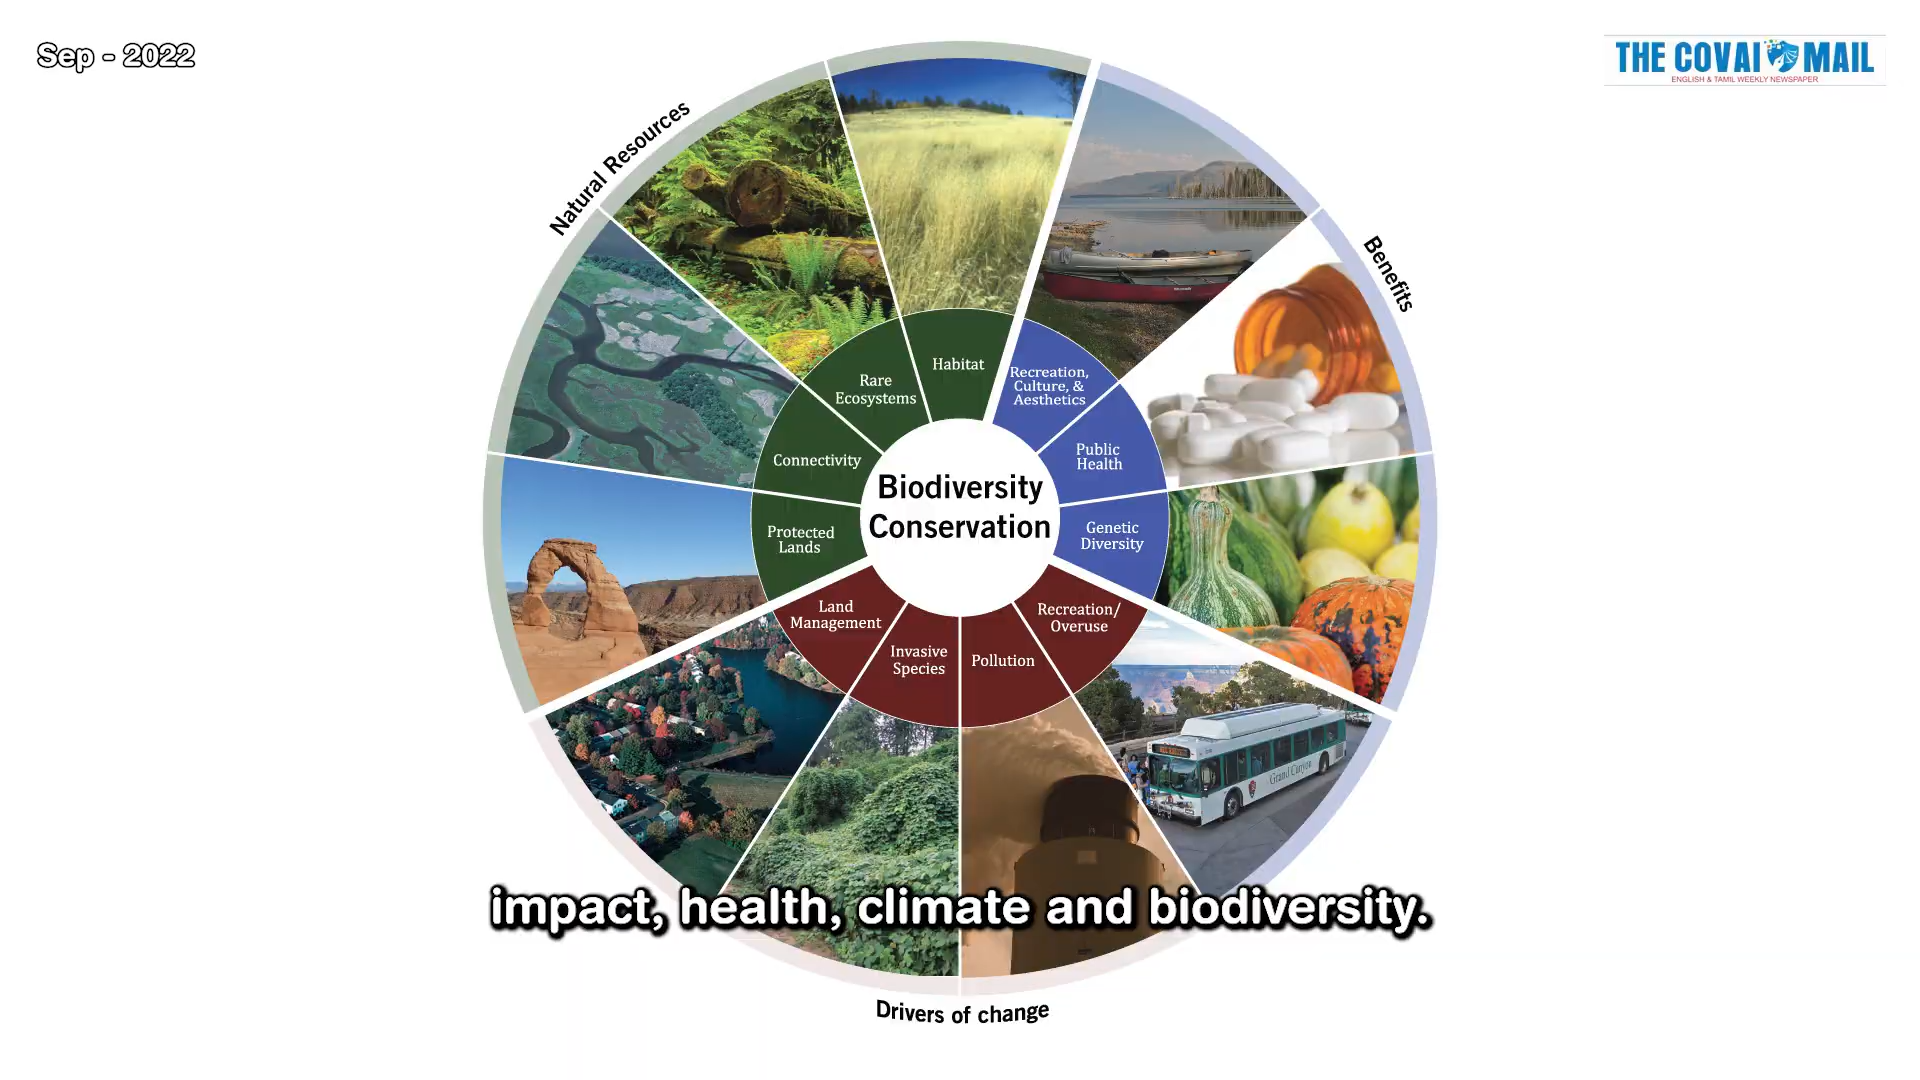 Sep - 2022
THE COVAI MAIL
ENGLISH & TAMIL WEEKLY NEWSPAPER
Natural Resources
Benefits
Habitat
Rare
Ecosystems
Connectivity
Protected
Lands
Recreation,
Culture, &
Aesthetics
Public
Health
Genetic
Diversity
Biodiversity
Conservation
Land
Management
Invasive
Species
Pollution
Recreation/
Overuse
Grand Canyon
impact, health, climate and biodiversity.
Drivers of change